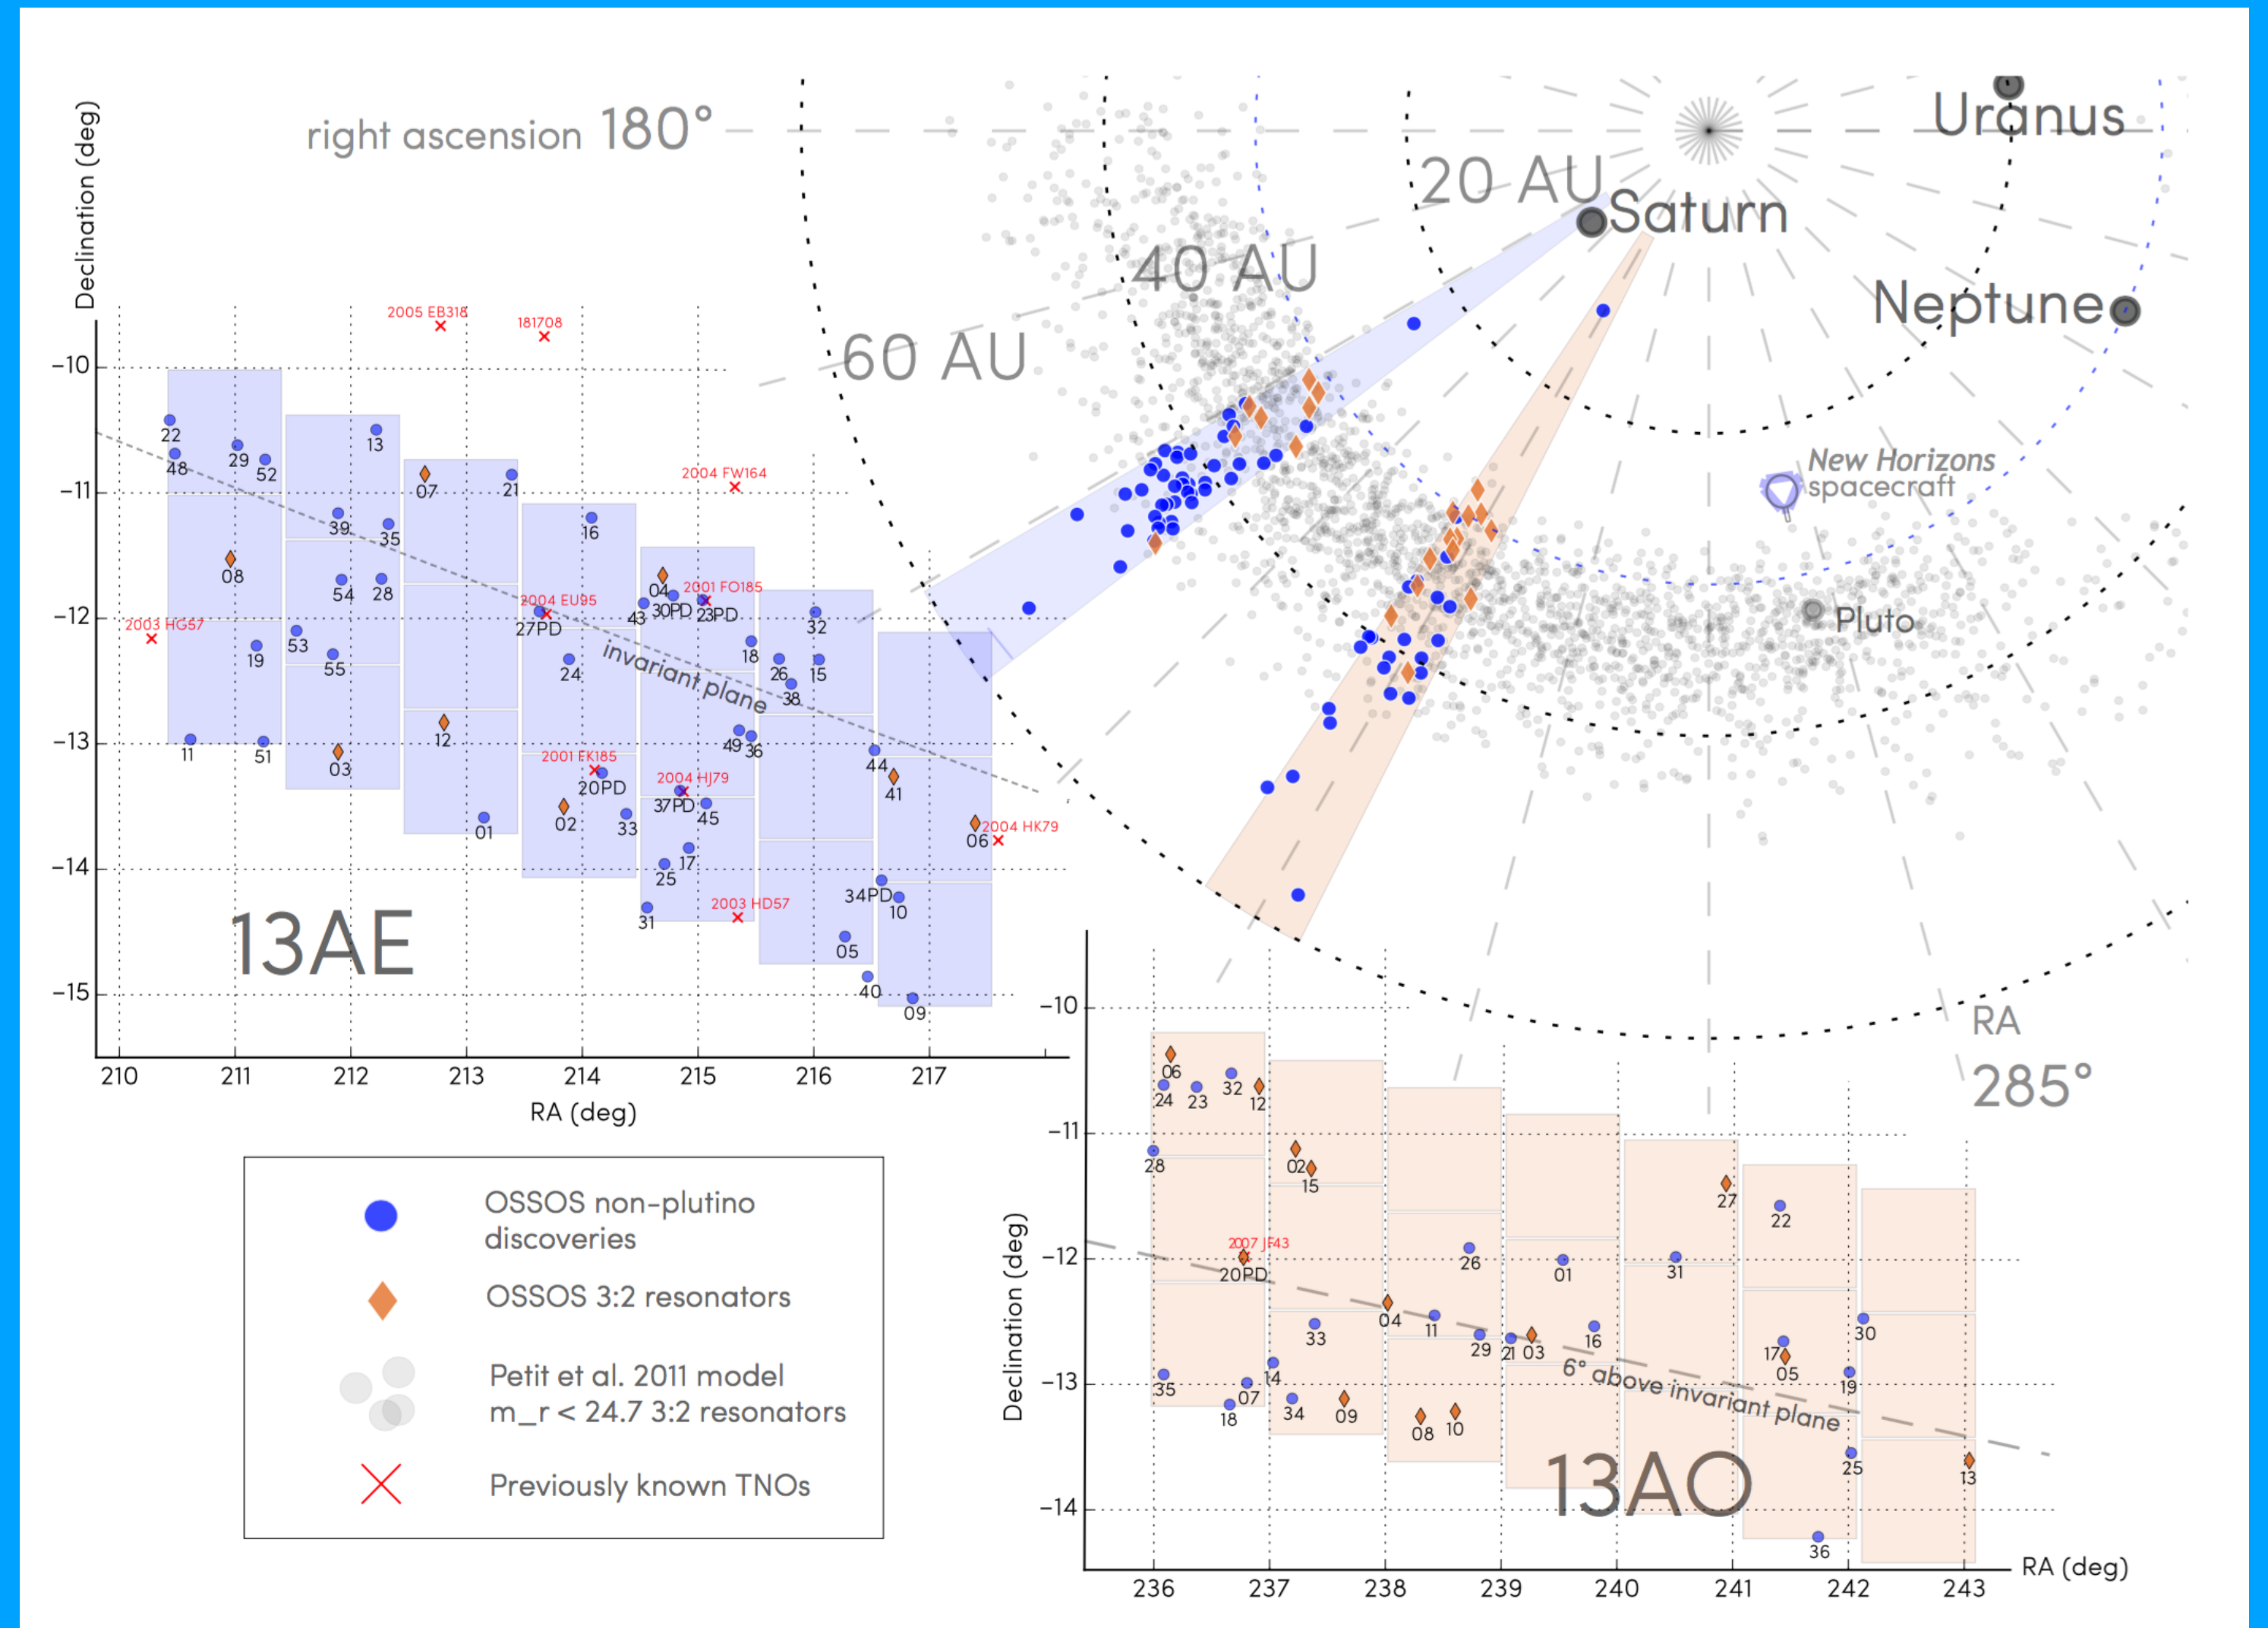 right ascension 180°
Uranus
20 AU
Saturn
40 AU
Neptune
60 AU
New Horizons
spacecraft
Pluto
RA
285°
Declination (deg)
−10
−11
−12
−13
−14
−15
210
211
212
213
214
215
216
217
RA (deg)
13AE
invariant plane
2005 EB318
181708
2004 FW164
2003 HG57
2004 EU95
2001 FO185
2001 FK185
2004 HJ79
2004 HK79
2003 HD57
22
48
29
52
13
07
21
39
35
16
08
54
28
04
43
30PD
23PD
27PD
32
19
53
55
24
18
26
15
38
11
51
03
12
49
36
44
41
20PD
02
33
37PD
45
01
06
17
25
34PD
10
31
05
40
09
OSSOS non-plutino
discoveries
OSSOS 3:2 resonators
Petit et al. 2011 model
m_r < 24.7 3:2 resonators
Previously known TNOs
Declination (deg)
−10
−11
−12
−13
−14
236
237
238
239
240
241
242
243
RA (deg)
13AO
6° above invariant plane
2007 JF43
06
24
23
32
12
28
02
15
27
22
20PD
26
01
31
04
33
11
29
21
03
16
30
17
05
19
35
14
07
18
34
09
08
10
25
13
36